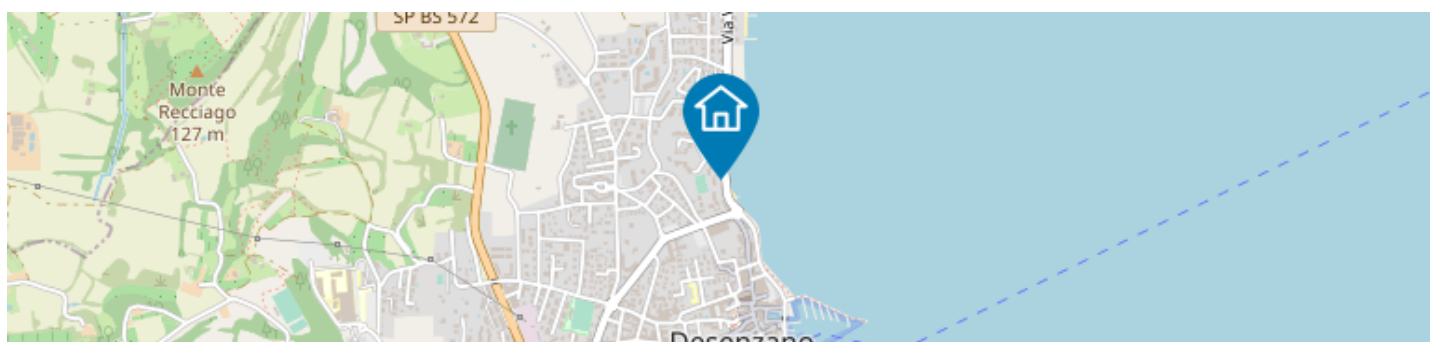 SP BS 572
Via V
Monte
Recciago
127 m
Desenzano